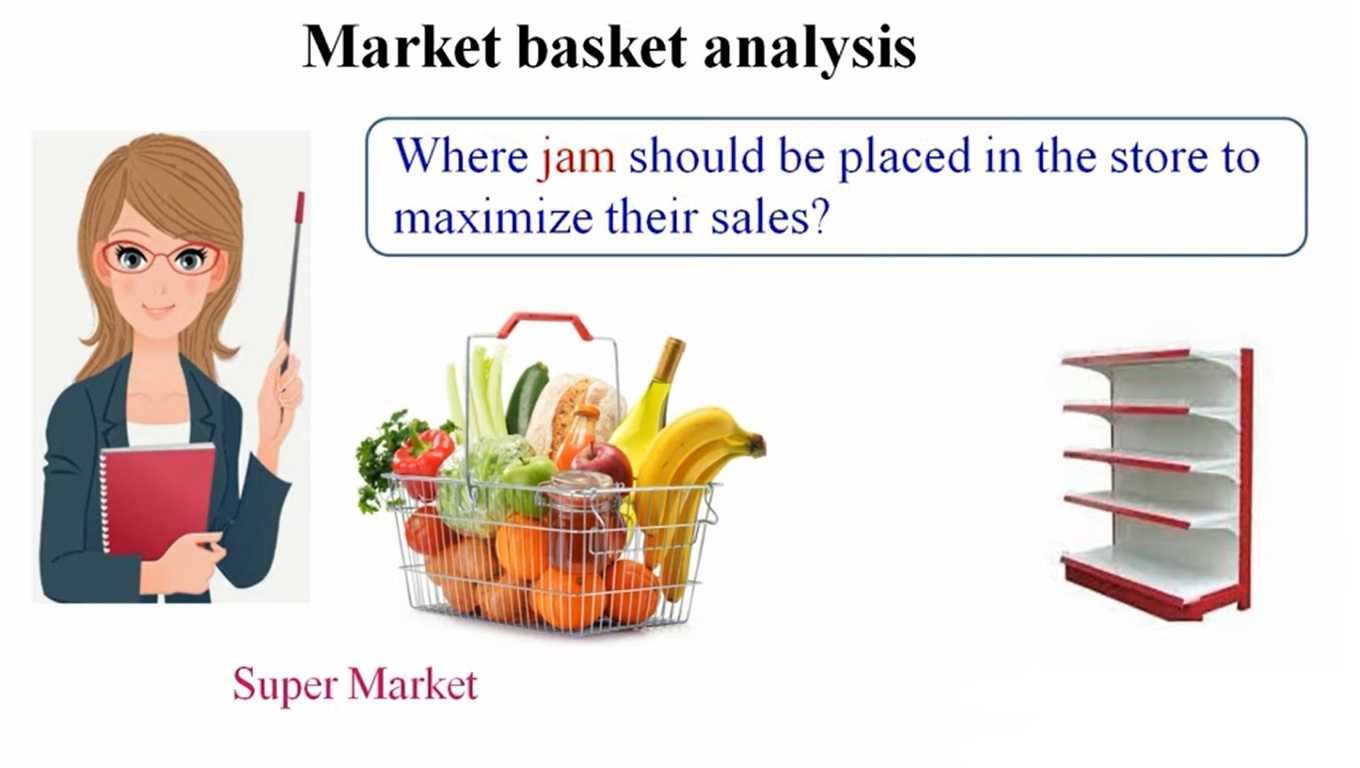 Market basket analysis
Where jam should be placed in the store to
maximize their sales?
Super Market